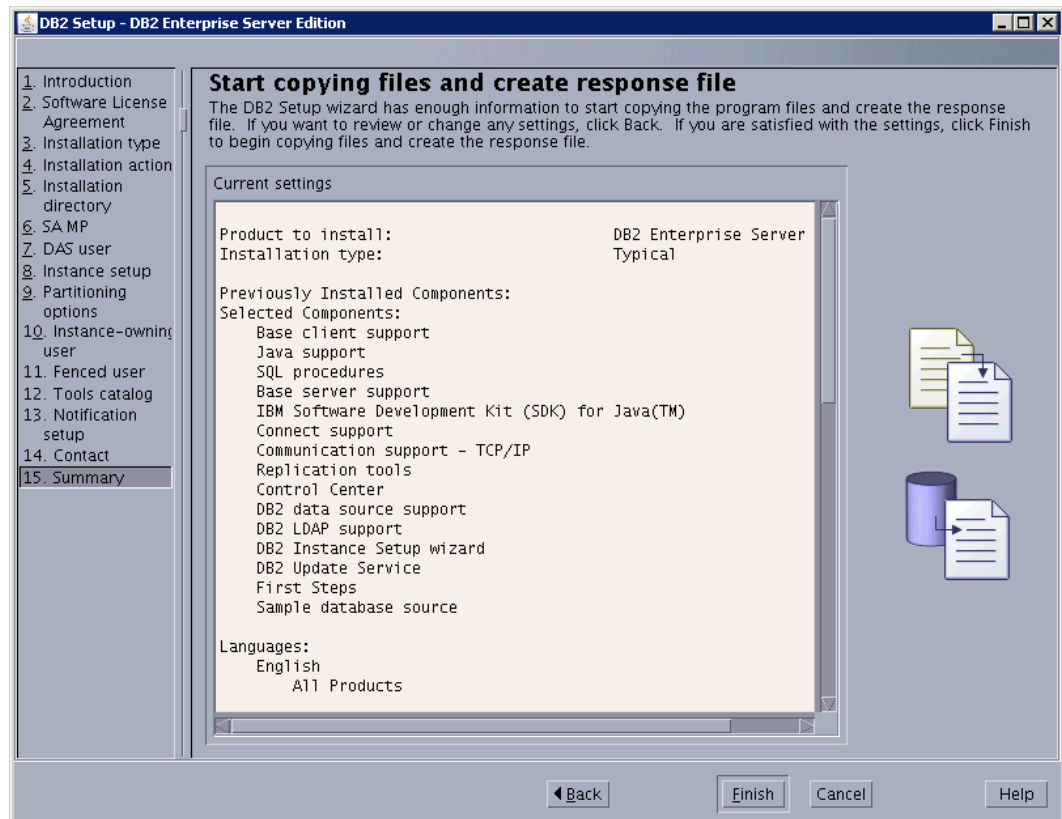 DB2 Setup - DB2 Enterprise Server Edition
1. Introduction
2. Software License
Agreement
3. Installation type
4. Installation action
5. Installation
directory
6. SA MP
7. DAS user
8. Instance setup
9. Partitioning
options
10. Instance-owning
user
11. Fenced user
12. Tools catalog
13. Notification
setup
14. Contact
15. Summary
Start copying files and create response file
The DB2 Setup wizard has enough information to start copying the program files and create the response
file. If you want to review or change any settings, click Back. If you are satisfied with the settings, click Finish
to begin copying files and create the response file.
Current settings
Product to install: DB2 Enterprise Server
Installation type: Typical
Previously Installed Components:
Selected Components:
Base client support
Java support
SQL procedures
Base server support
IBM Software Development Kit (SDK) for Java(TM)
Connect support
Communication support - TCP/IP
Replication tools
Control Center
DB2 data source support
DB2 LDAP support
DB2 Instance Setup wizard
DB2 Update Service
First Steps
Sample database source
Languages:
English
All Products
Back
Finish
Cancel
Help